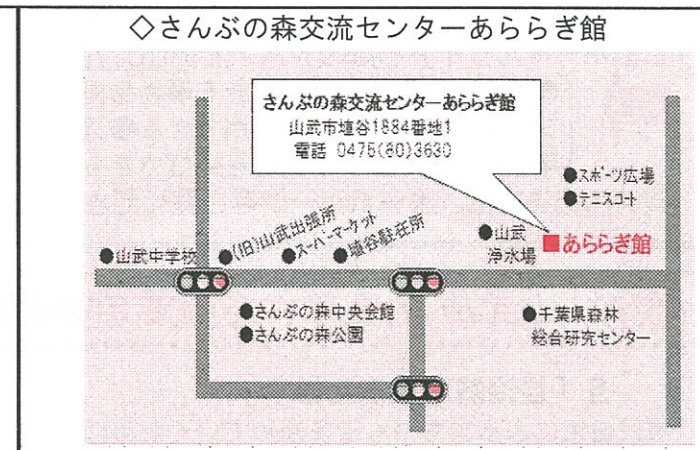 ◇さんぶの森交流センターあららぎ館
さんぶの森交流センターあららぎ館
山武市埴谷1884番地1
電話 0475(80)3630
●スポーツ広場
●テニスコート
●山武中学校
●(旧)山武出張所
●スーパーマーケット
●埴谷駐在所
●山武
浄水場
■あららぎ館
●さんぶの森中央会館
●さんぶの森公園
●千葉県森林
総合研究センター